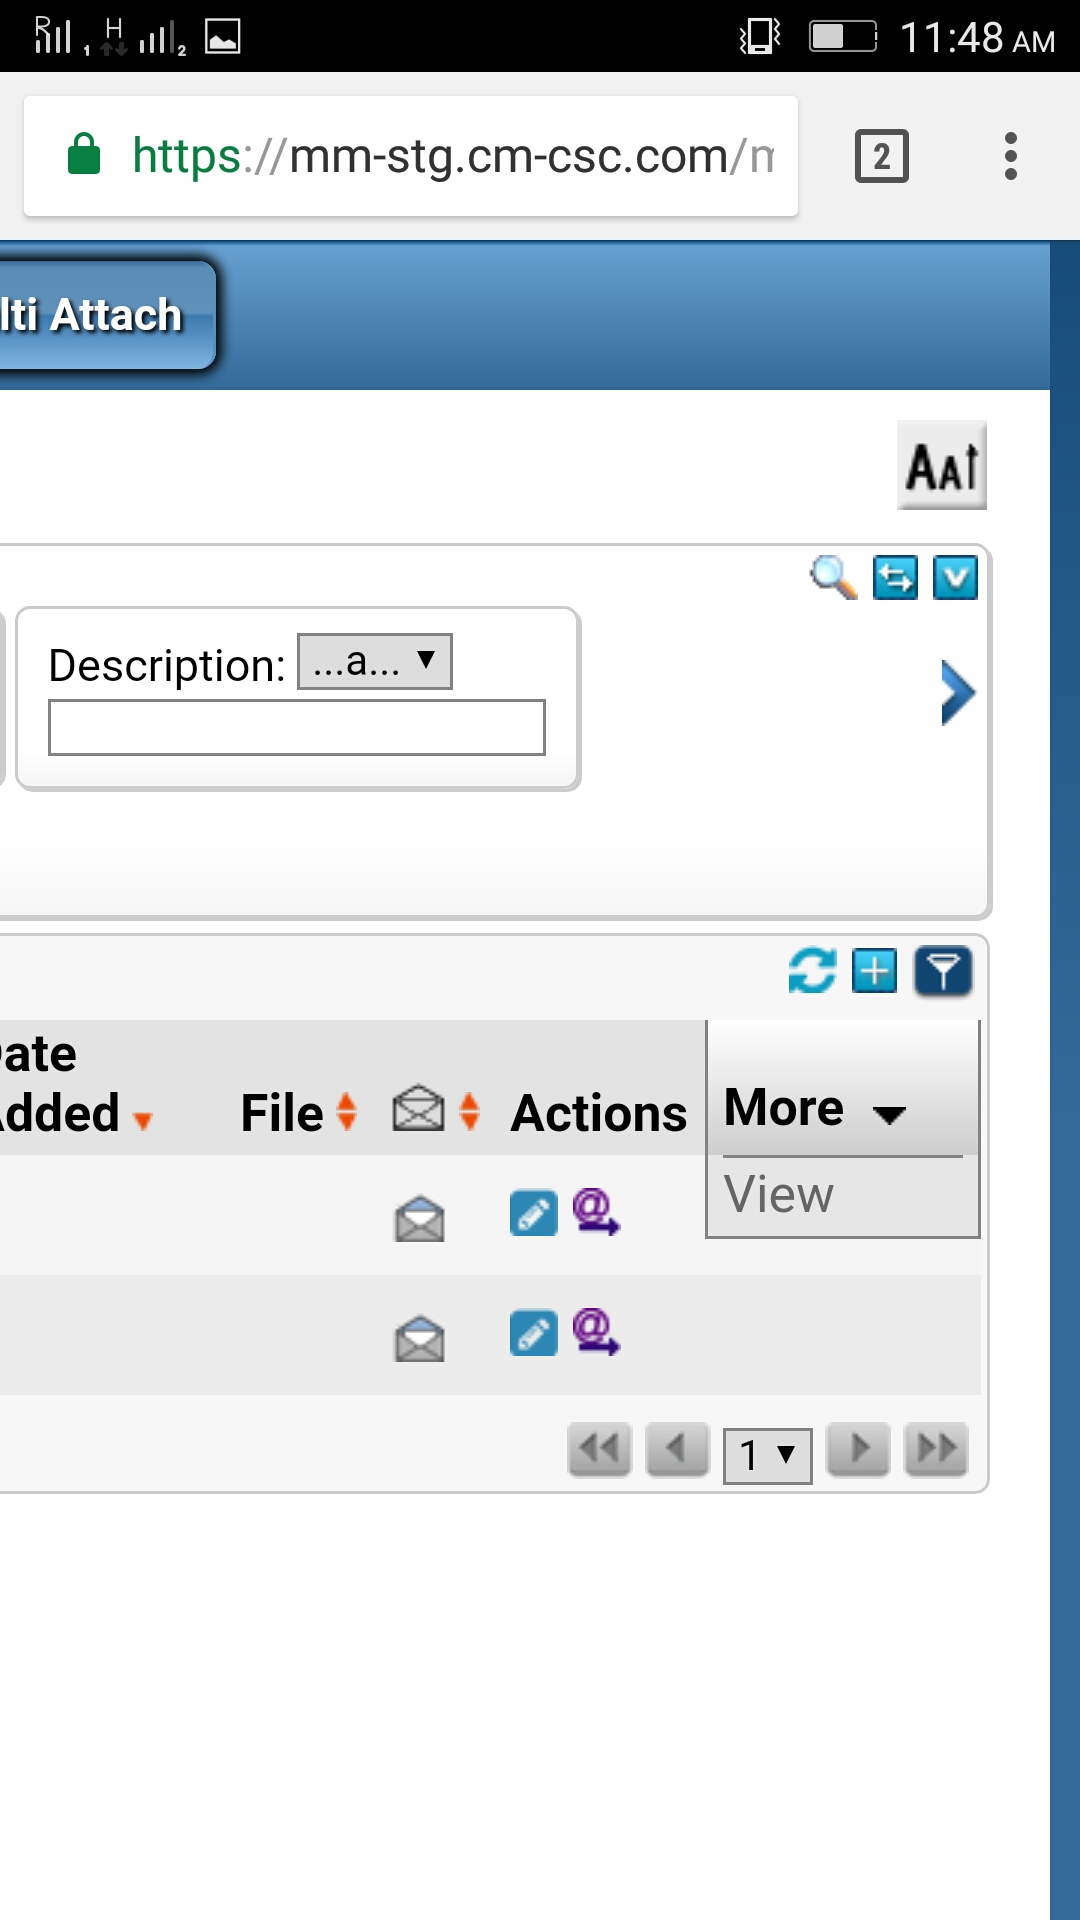 1 H 2 11:48 AM
https://mm-stg.cm-csc.com/m
2
lti Attach
AA
Description: ...a...
ate
dded File Actions More
View
@
@
1